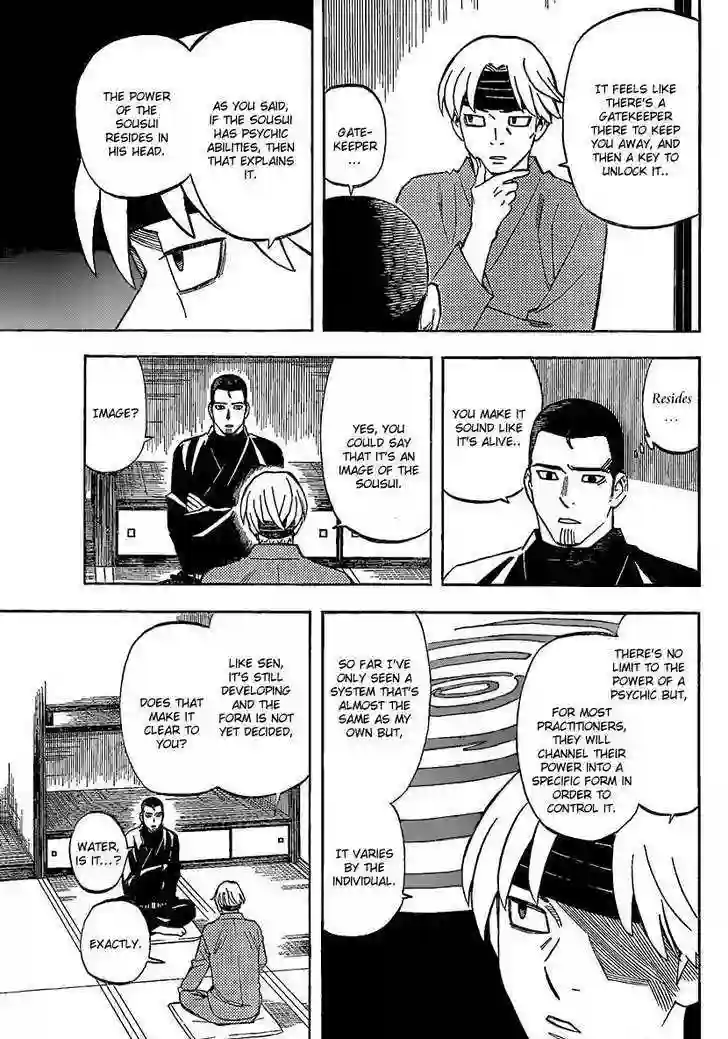 IT FEELS LIKE
THERE'S A
GATEKEEPER
THERE TO KEEP
YOU AWAY, AND
THEN A KEY TO
UNLOCK IT..
GATE-
KEEPER
...
AS YOU SAID,
IF THE SOUSUI
HAS PSYCHIC
ABILITIES, THEN
THAT EXPLAINS
IT.
THE POWER
OF THE
SOUSUI
RESIDES IN
HIS HEAD.
Resides
...
YOU MAKE IT
SOUND LIKE
IT'S ALIVE..
YES, YOU
COULD SAY
THAT IT'S AN
IMAGE OF THE
SOUSUI.
IMAGE?
THERE'S NO
LIMIT TO THE
POWER OF A
PSYCHIC BUT,
FOR MOST
PRACTITIONERS,
THEY WILL
CHANNEL THEIR
POWER INTO A
SPECIFIC FORM IN
ORDER TO
CONTROL IT.
SO FAR I'VE
ONLY SEEN A
SYSTEM THAT'S
ALMOST THE
SAME AS MY
OWN BUT,
IT VARIES
BY THE
INDIVIDUAL.
LIKE SEN,
IT'S STILL
DEVELOPING
AND THE
FORM IS NOT
YET DECIDED,
DOES THAT
MAKE IT
CLEAR TO
YOU?
WATER,
IS IT...?
EXACTLY.